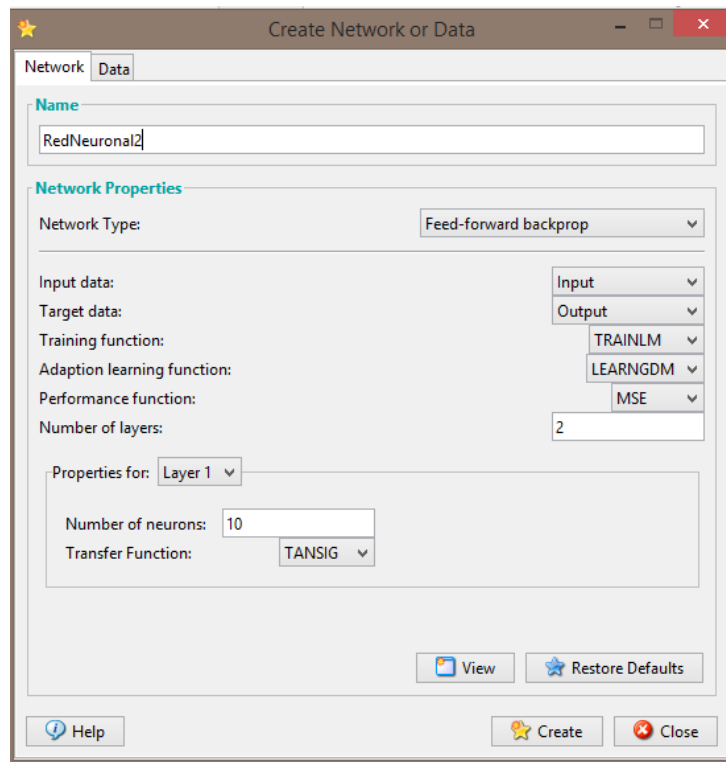 Create Network or Data
Network Data
Name
RedNeuronal2
Network Properties
Network Type: Feed-forward backprop
Input data: Input
Target data: Output
Training function: TRAINLM
Adaption learning function: LEARNGDM
Performance function: MSE
Number of layers: 2
Properties for: Layer 1
Number of neurons: 10
Transfer Function: TANSIG
View Restore Defaults
Help Create Close